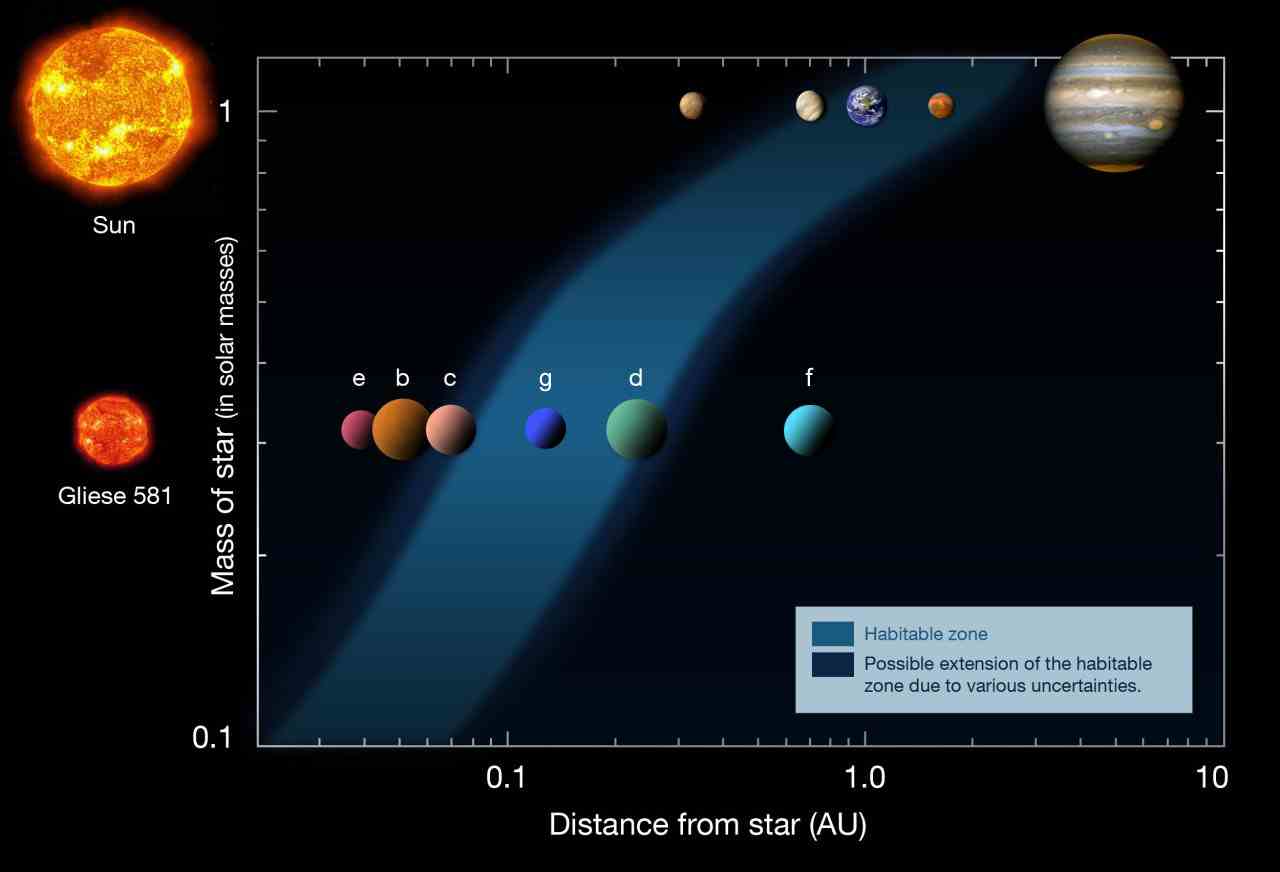 Sun
Gliese 581
Mass of star (in solar masses)
1
0.1
e b c g d f
Habitable zone
Possible extension of the habitable
zone due to various uncertainties.
0.1 1.0 10
Distance from star (AU)